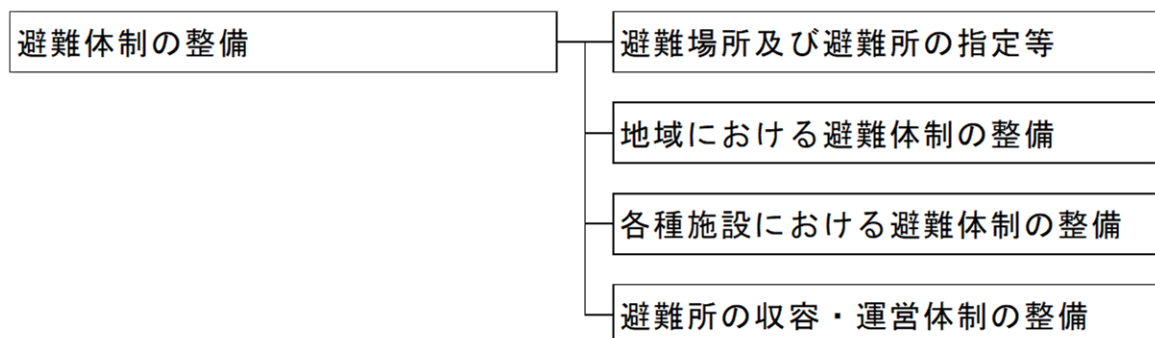 避難体制の整備
避難場所及び避難所の指定等
地域における避難体制の整備
各種施設における避難体制の整備
避難所の収容・運営体制の整備